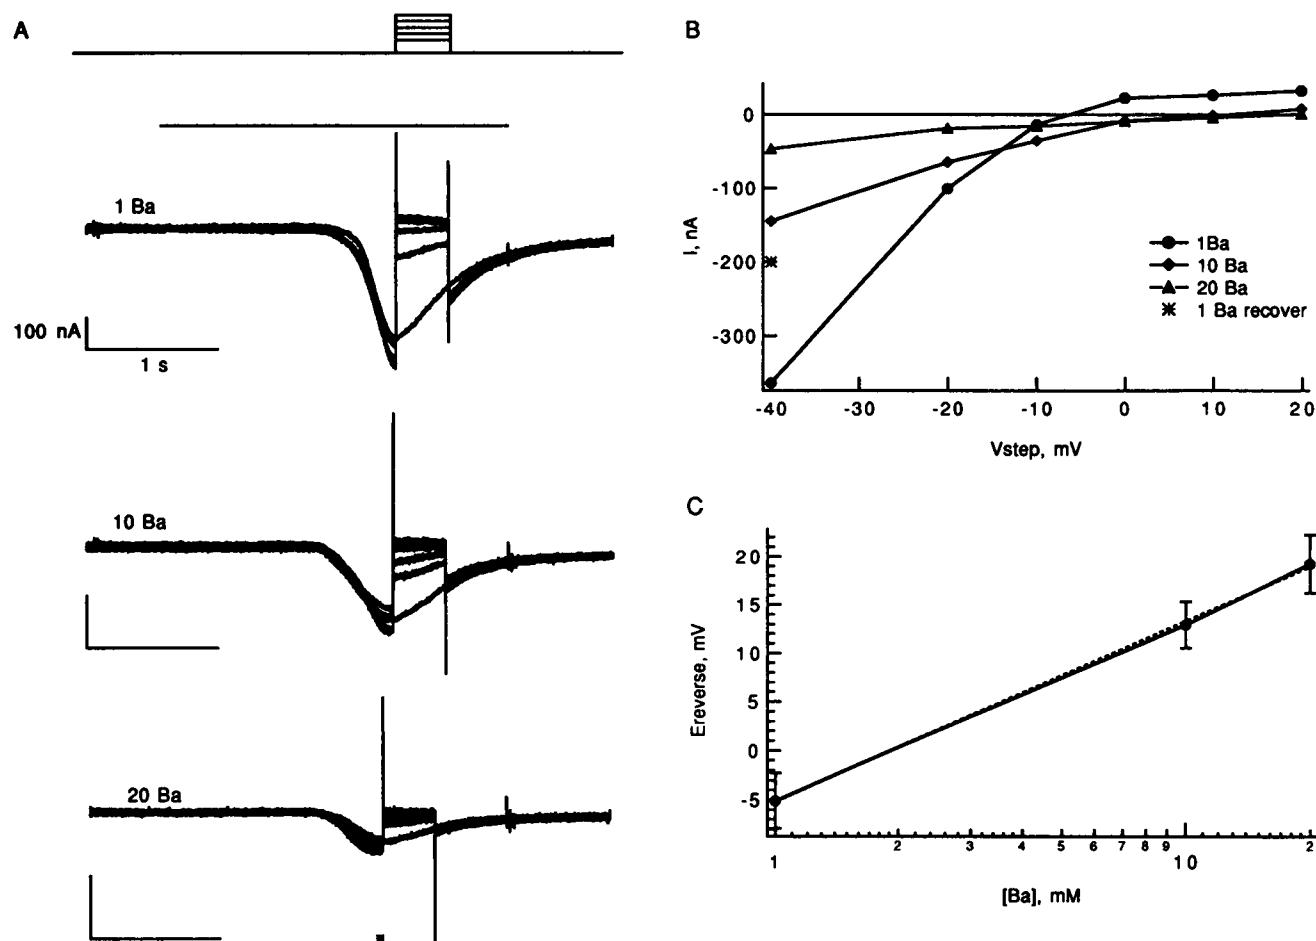 A
1 Ba
100 nA
1 s
10 Ba
20 Ba
B
0
-100
-200
-300
I, nA
1Ba
10 Ba
20 Ba
1 Ba recover
-40 -30 -20 -10 0 10 20
Vstep, mV
C
20
15
10
5
0
-5
Ereverse, mV
2 3 4 5 6 7 8 9 2
1 10
[Ba], mM